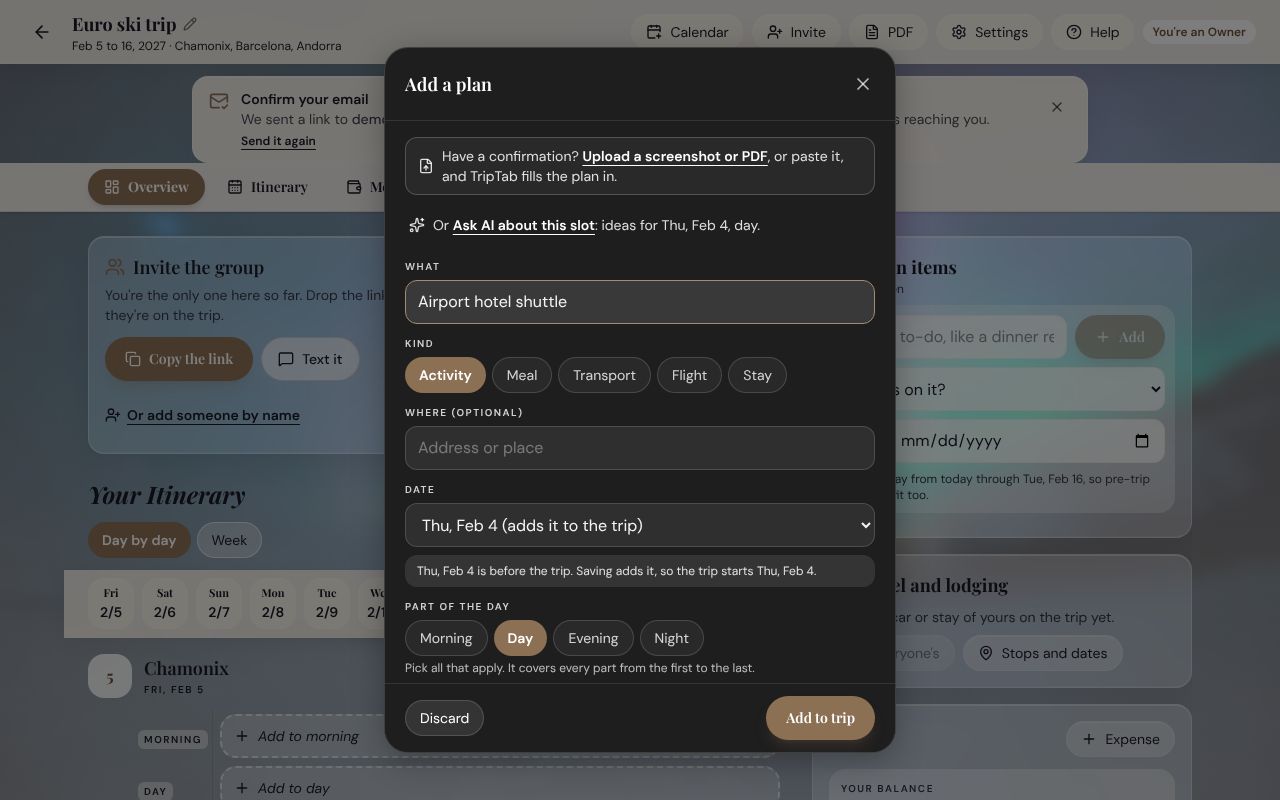 Euro ski trip
Feb 5 to 16, 2027 · Chamonix, Barcelona, Andorra
Calendar
Invite
PDF
Settings
Help
You're an Owner
Confirm your email
We sent a link to
s reaching you.
Send it again
Overview
Itinerary
Invite the group
You're the only one here so far. Drop the
they're on the trip.
Copy the link
Text it
Or add someone by name
Your Itinerary
Day by day
Week
Fri
2/5
Sat
2/6
Sun
2/7
Mon
2/8
Tue
2/9
5
Chamonix
FRI, FEB 5
MORNING
+ Add to morning
DAY
+ Add to day
Add a plan
Have a confirmation? Upload a screenshot or PDF, or paste it,
and TripTab fills the plan in.
Or Ask AI about this slot: ideas for Thu, Feb 4, day.
WHAT
Airport hotel shuttle
KIND
Activity
Meal
Transport
Flight
Stay
WHERE (OPTIONAL)
Address or place
DATE
Thu, Feb 4 (adds it to the trip)
Thu, Feb 4 is before the trip. Saving adds it, so the trip starts Thu, Feb 4.
PART OF THE DAY
Morning
Day
Evening
Night
Pick all that apply. It covers every part from the first to the last.
Discard
Add to trip
items
to-do, like a dinner
+ Add
on it?
mm/dd/yyyy
from today through Tue, Feb 16, so pre-trip
it too.
and lodging
car or stay of yours on the trip yet.
Stops and dates
+ Expense
YOUR BALANCE